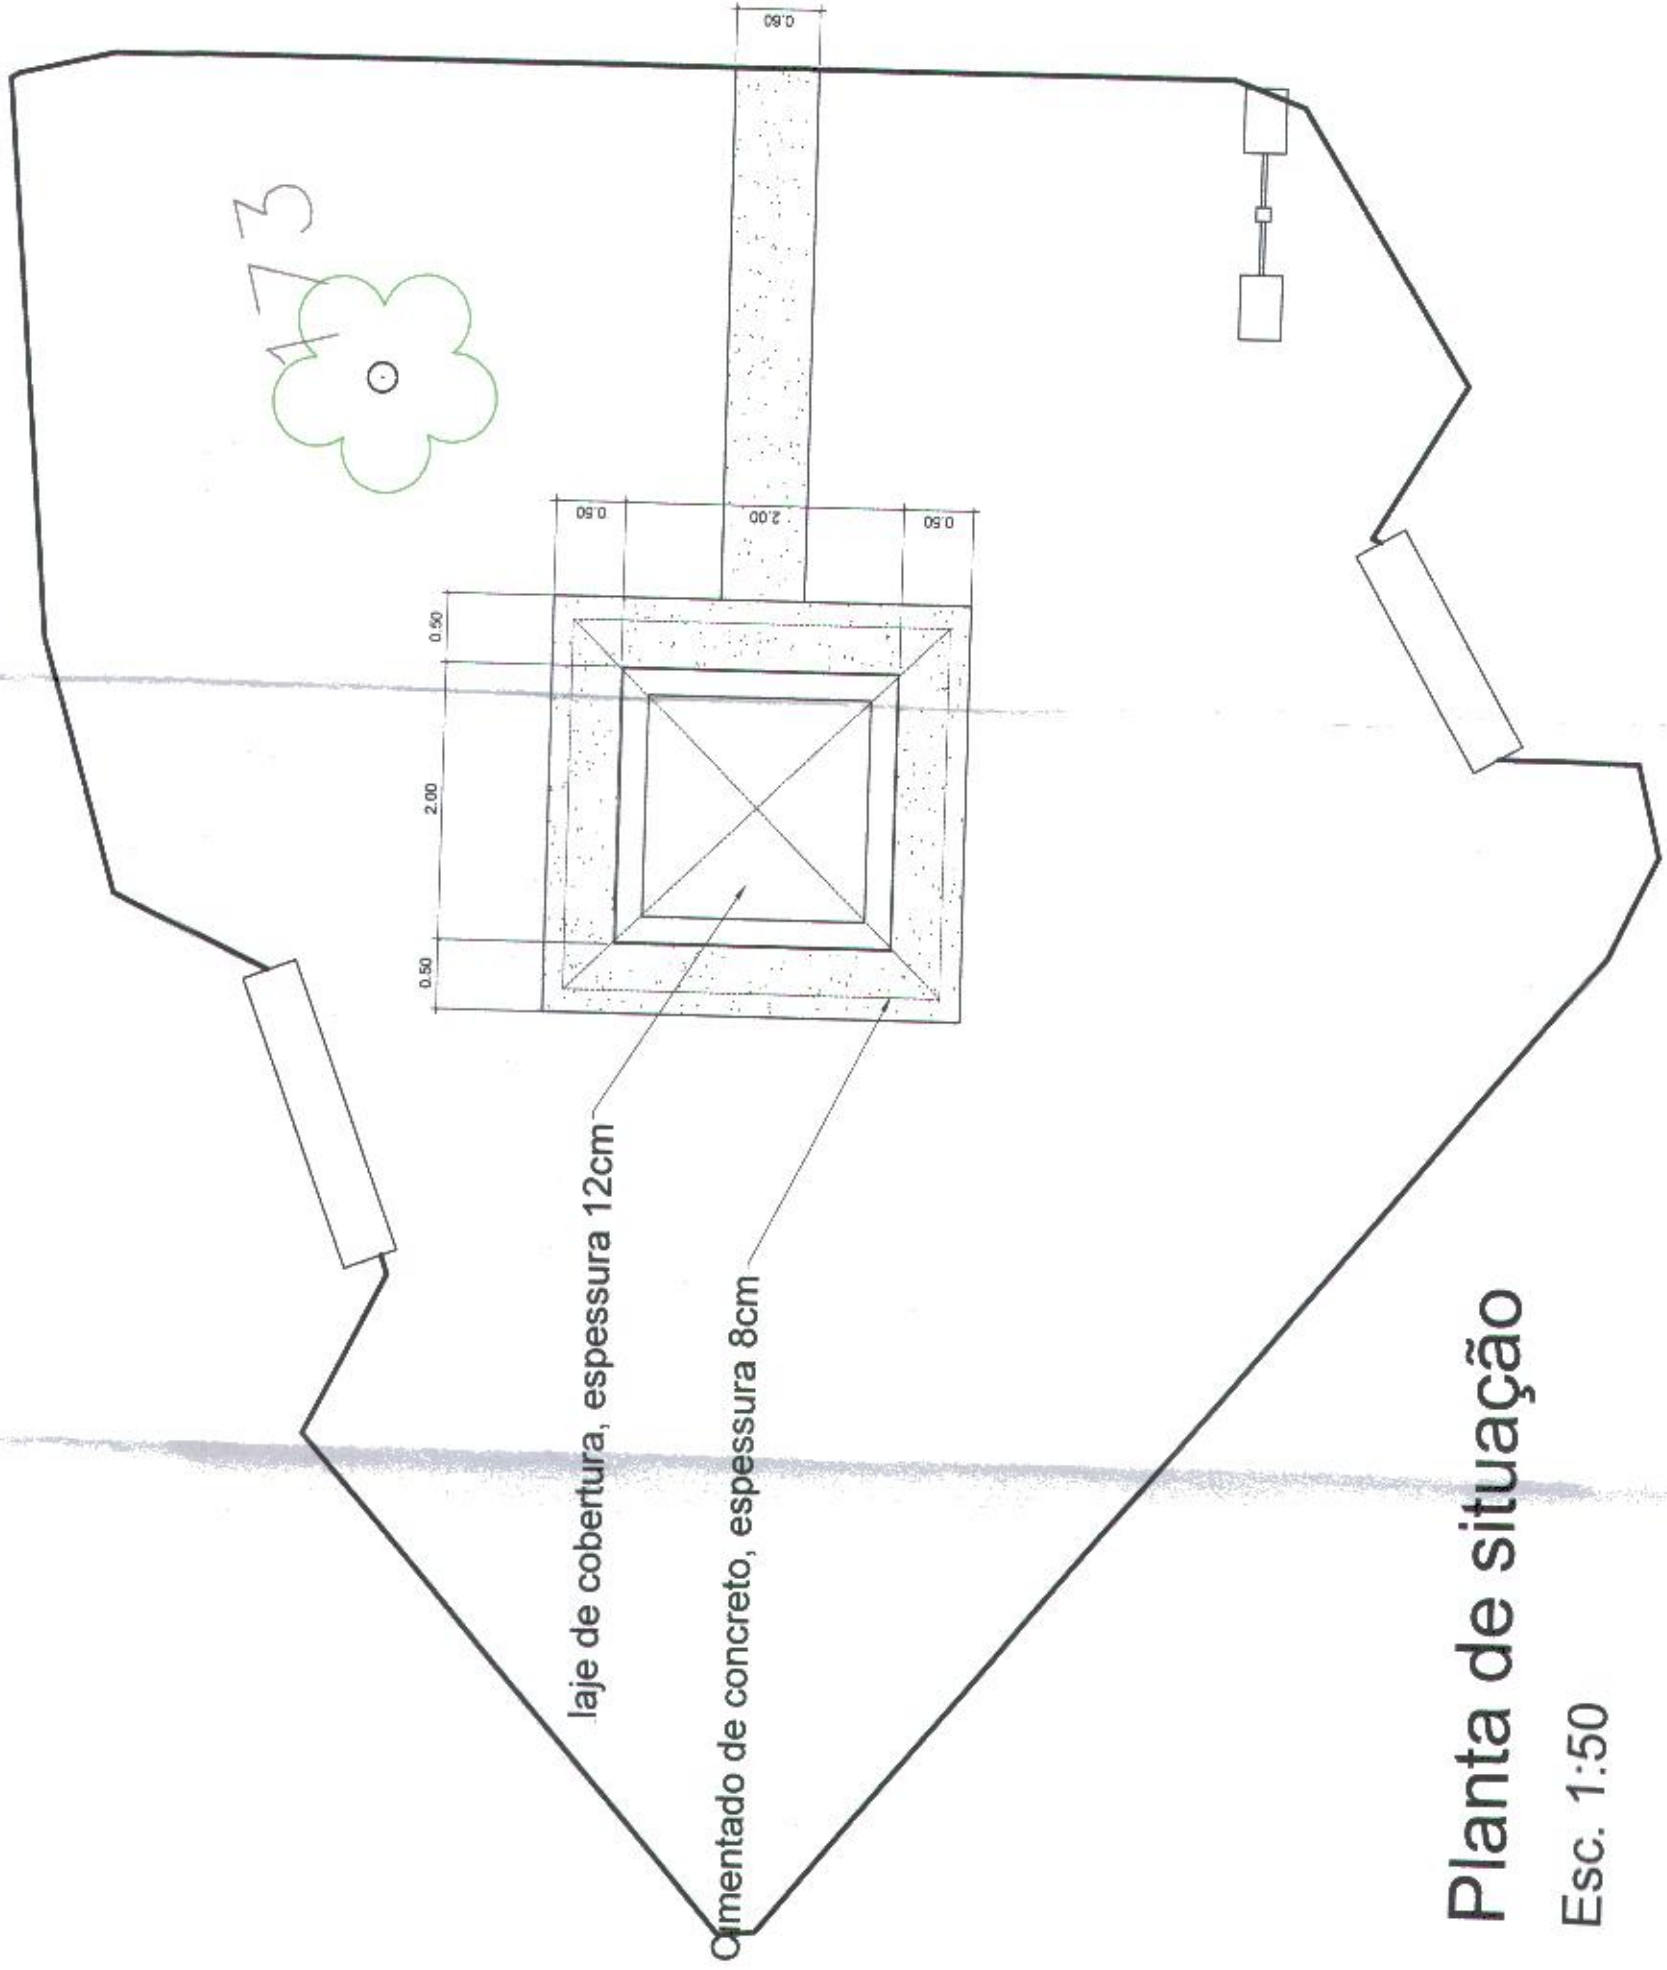 173
0.50
2.00
0.50
0.50
2.00
0.50
0.60
laje de cobertura, espessura 12cm
Cimentado de concreto, espessura 8cm
Planta de situação
Esc. 1:50